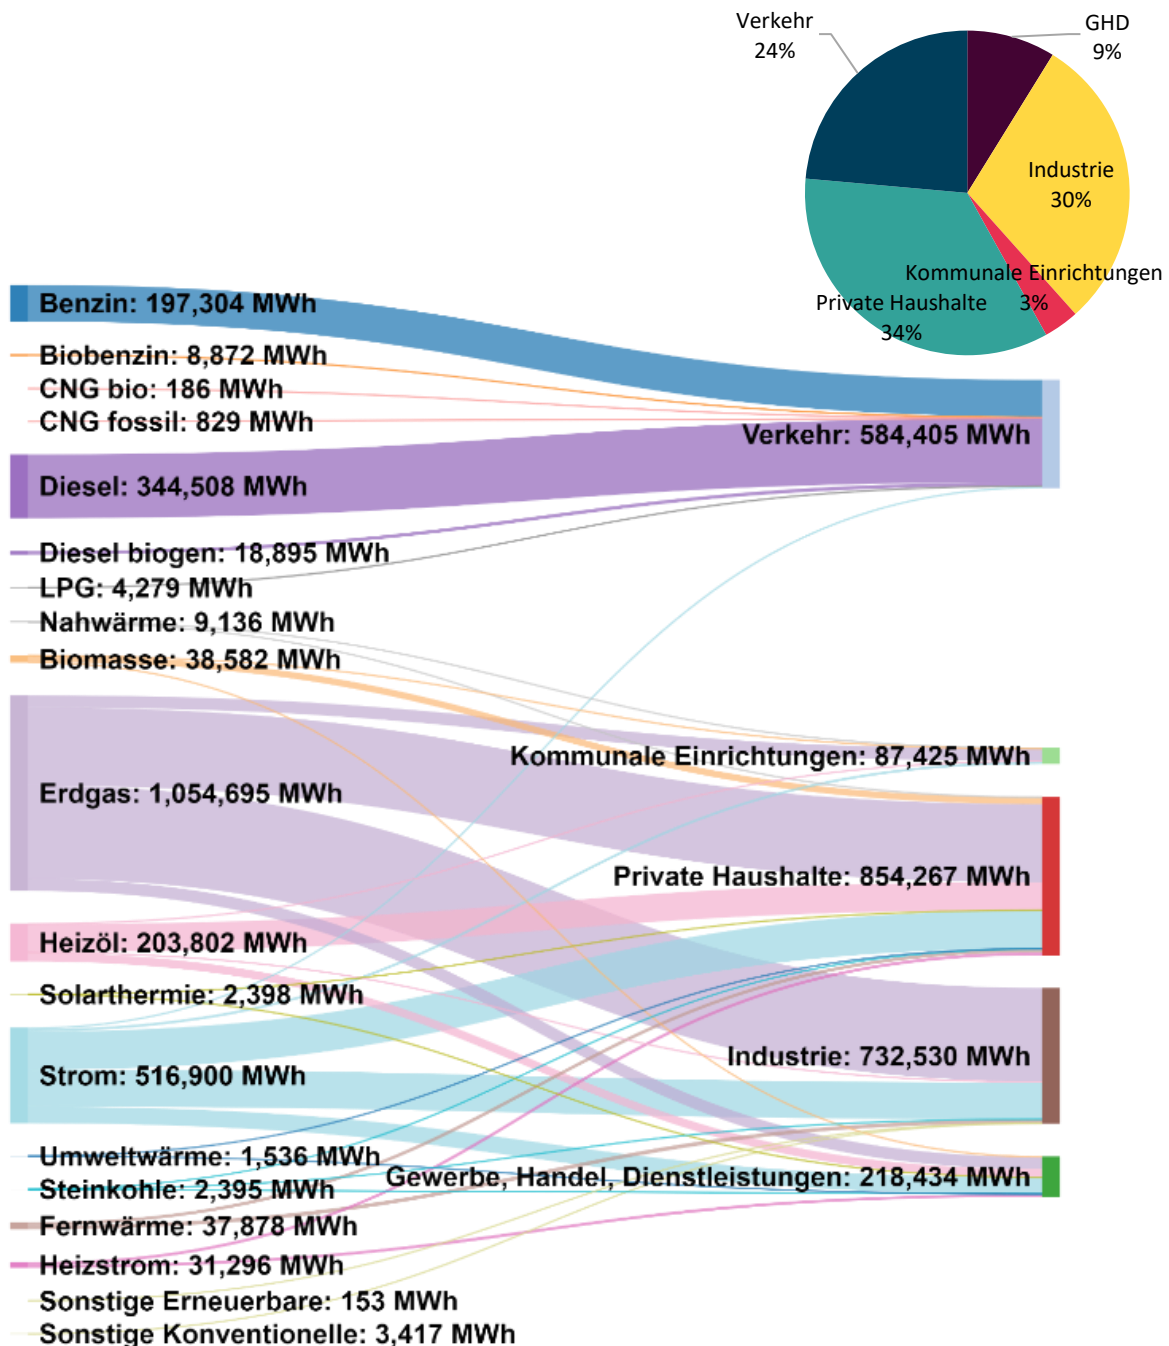 Verkehr
24%
GHD
9%
Industrie
30%
Kommunale Einrichtungen
3%
Private Haushalte
34%
Benzin: 197,304 MWh
Biobenzin: 8,872 MWh
CNG bio: 186 MWh
CNG fossil: 829 MWh
Verkehr: 584,405 MWh
Diesel: 344,508 MWh
Diesel biogen: 18,895 MWh
LPG: 4,279 MWh
Nahwärme: 9,136 MWh
Biomasse: 38,582 MWh
Kommunale Einrichtungen: 87,425 MWh
Erdgas: 1,054,695 MWh
Private Haushalte: 854,267 MWh
Heizöl: 203,802 MWh
Solarthermie: 2,398 MWh
Industrie: 732,530 MWh
Strom: 516,900 MWh
Umweltwärme: 1,536 MWh
Gewerbe, Handel, Dienstleistungen: 218,434 MWh
Steinkohle: 2,395 MWh
Fernwärme: 37,878 MWh
Heizstrom: 31,296 MWh
Sonstige Erneuerbare: 153 MWh
Sonstige Konventionelle: 3,417 MWh